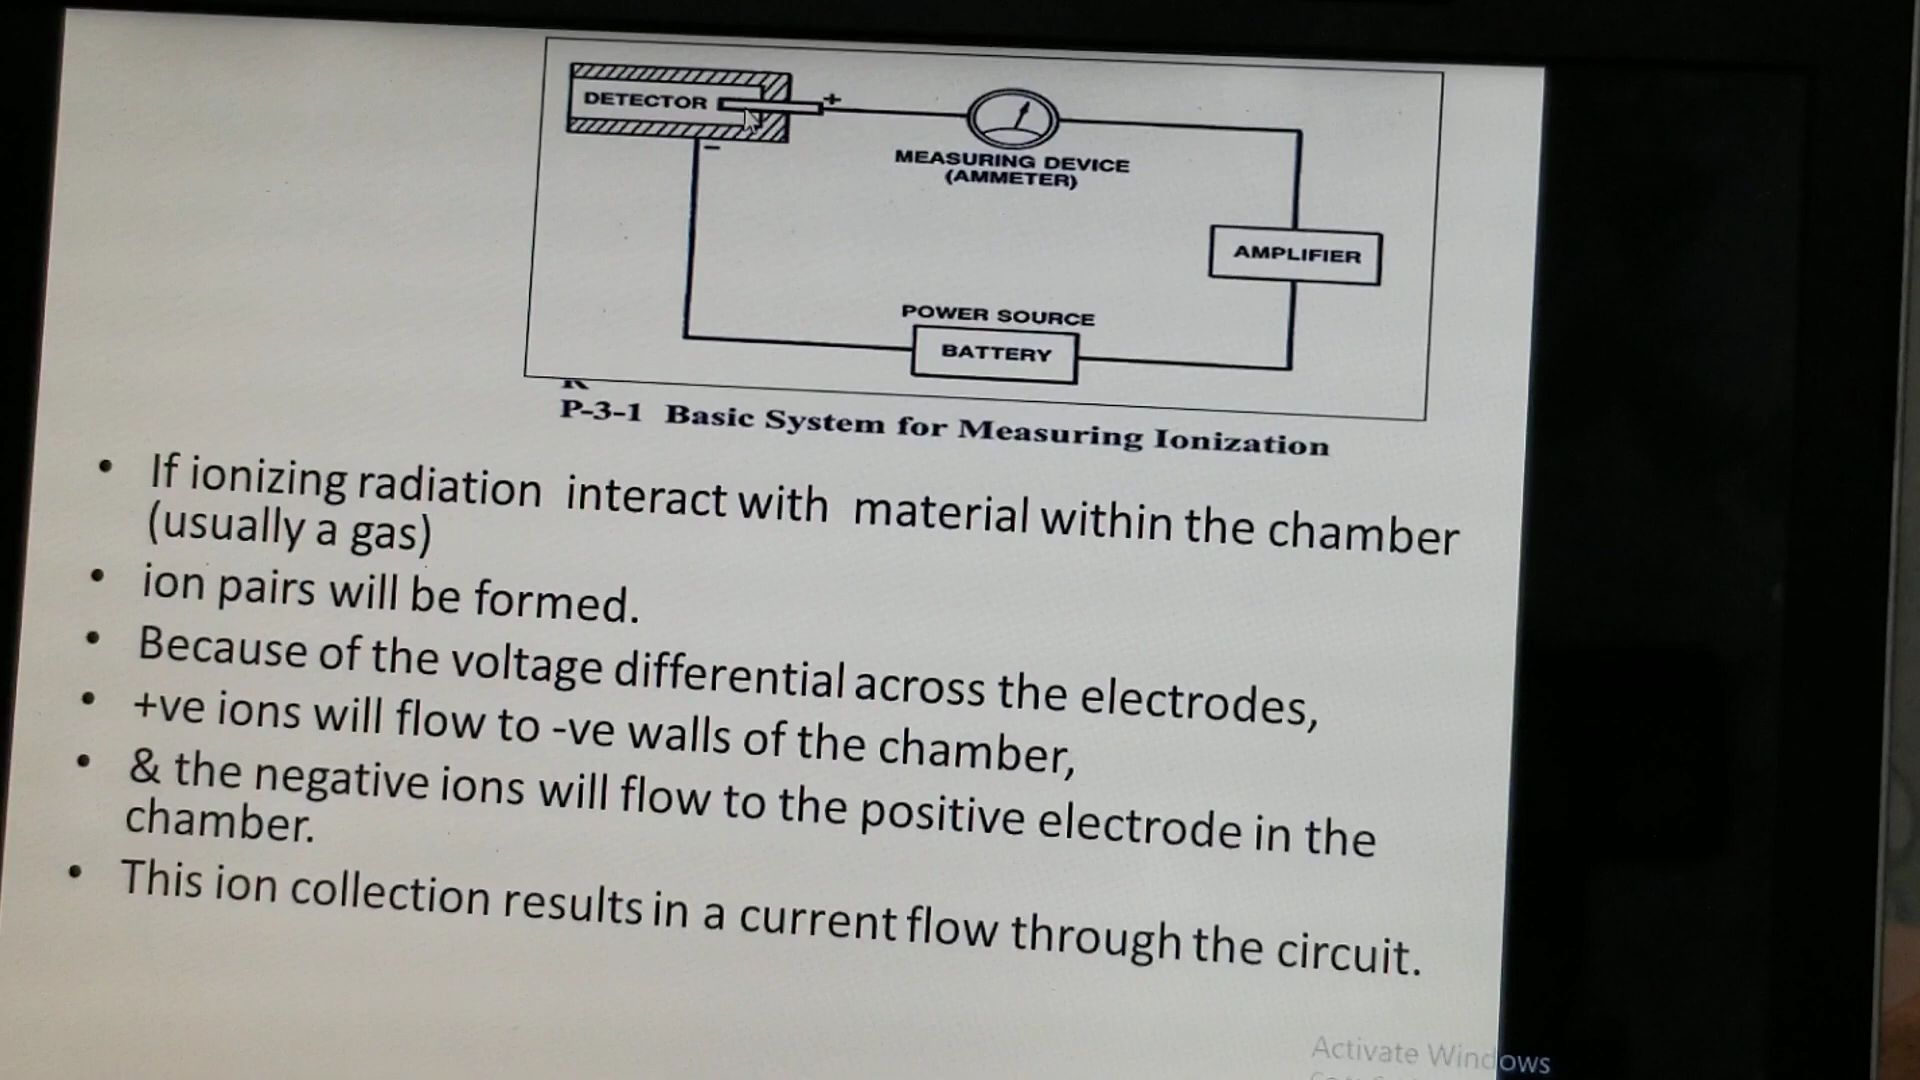 DETECTOR
+
−
MEASURING DEVICE
(AMMETER)
AMPLIFIER
POWER SOURCE
BATTERY
P-3-1 Basic System for Measuring Ionization
• If ionizing radiation interact with material within the chamber
(usually a gas)
• ion pairs will be formed.
• Because of the voltage differential across the electrodes,
• +ve ions will flow to -ve walls of the chamber,
• & the negative ions will flow to the positive electrode in the
chamber.
• This ion collection results in a current flow through the circuit.
Activate Windows